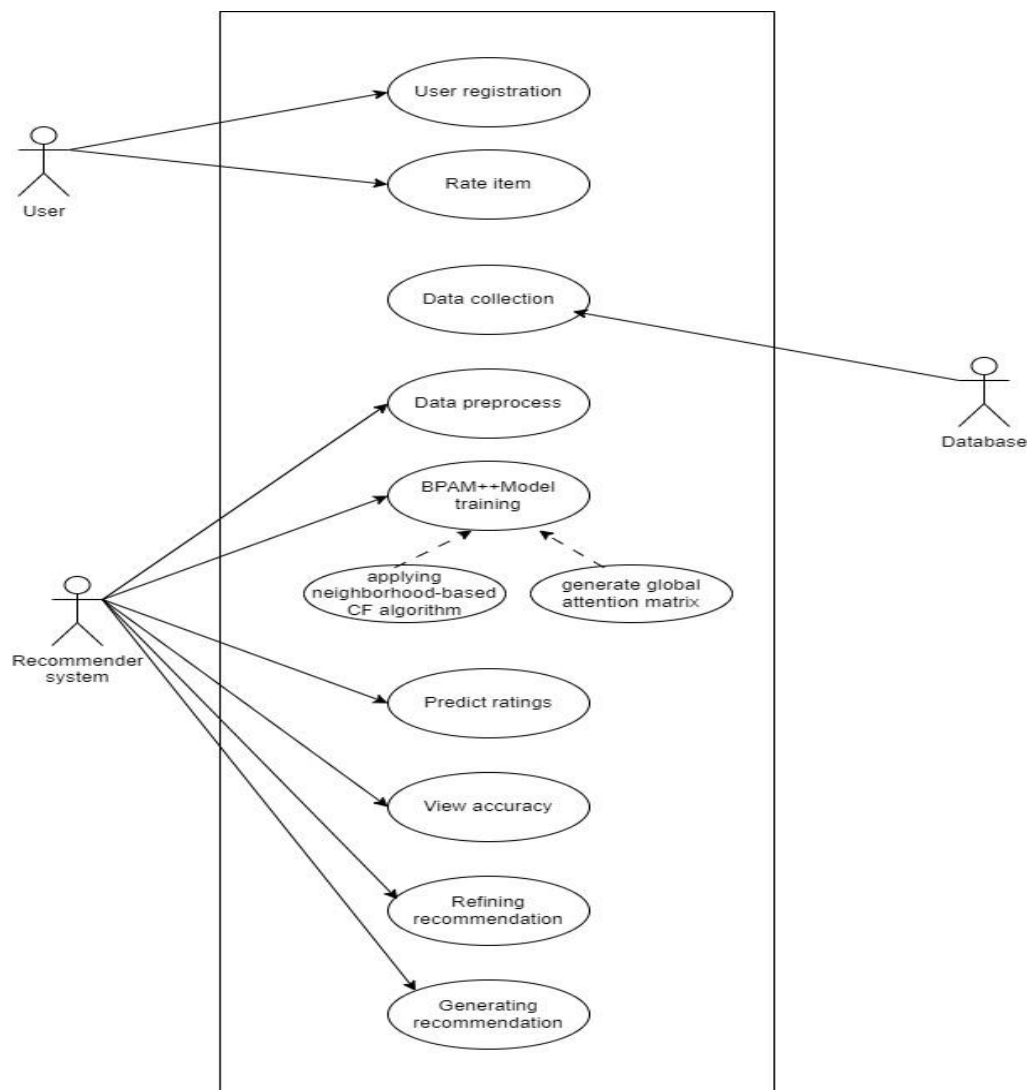 User registration
User
Rate item
Data collection
Database
Data preprocess
BPAM++Model
training
applying
neighborhood-based
CF algorithm
generate global
attention matrix
Recommender
system
Predict ratings
View accuracy
Refining
recommendation
Generating
recommendation